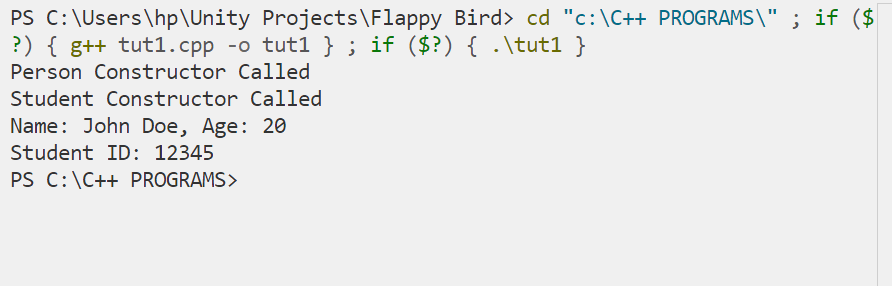 PS C:\Users\hp\Unity Projects\Flappy Bird> cd "c:\C++ PROGRAMS\" ; if ($
?) { g++ tut1.cpp -o tut1 } ; if ($?) { .\tut1 }
Person Constructor Called
Student Constructor Called
Name: John Doe, Age: 20
Student ID: 12345
PS C:\C++ PROGRAMS>